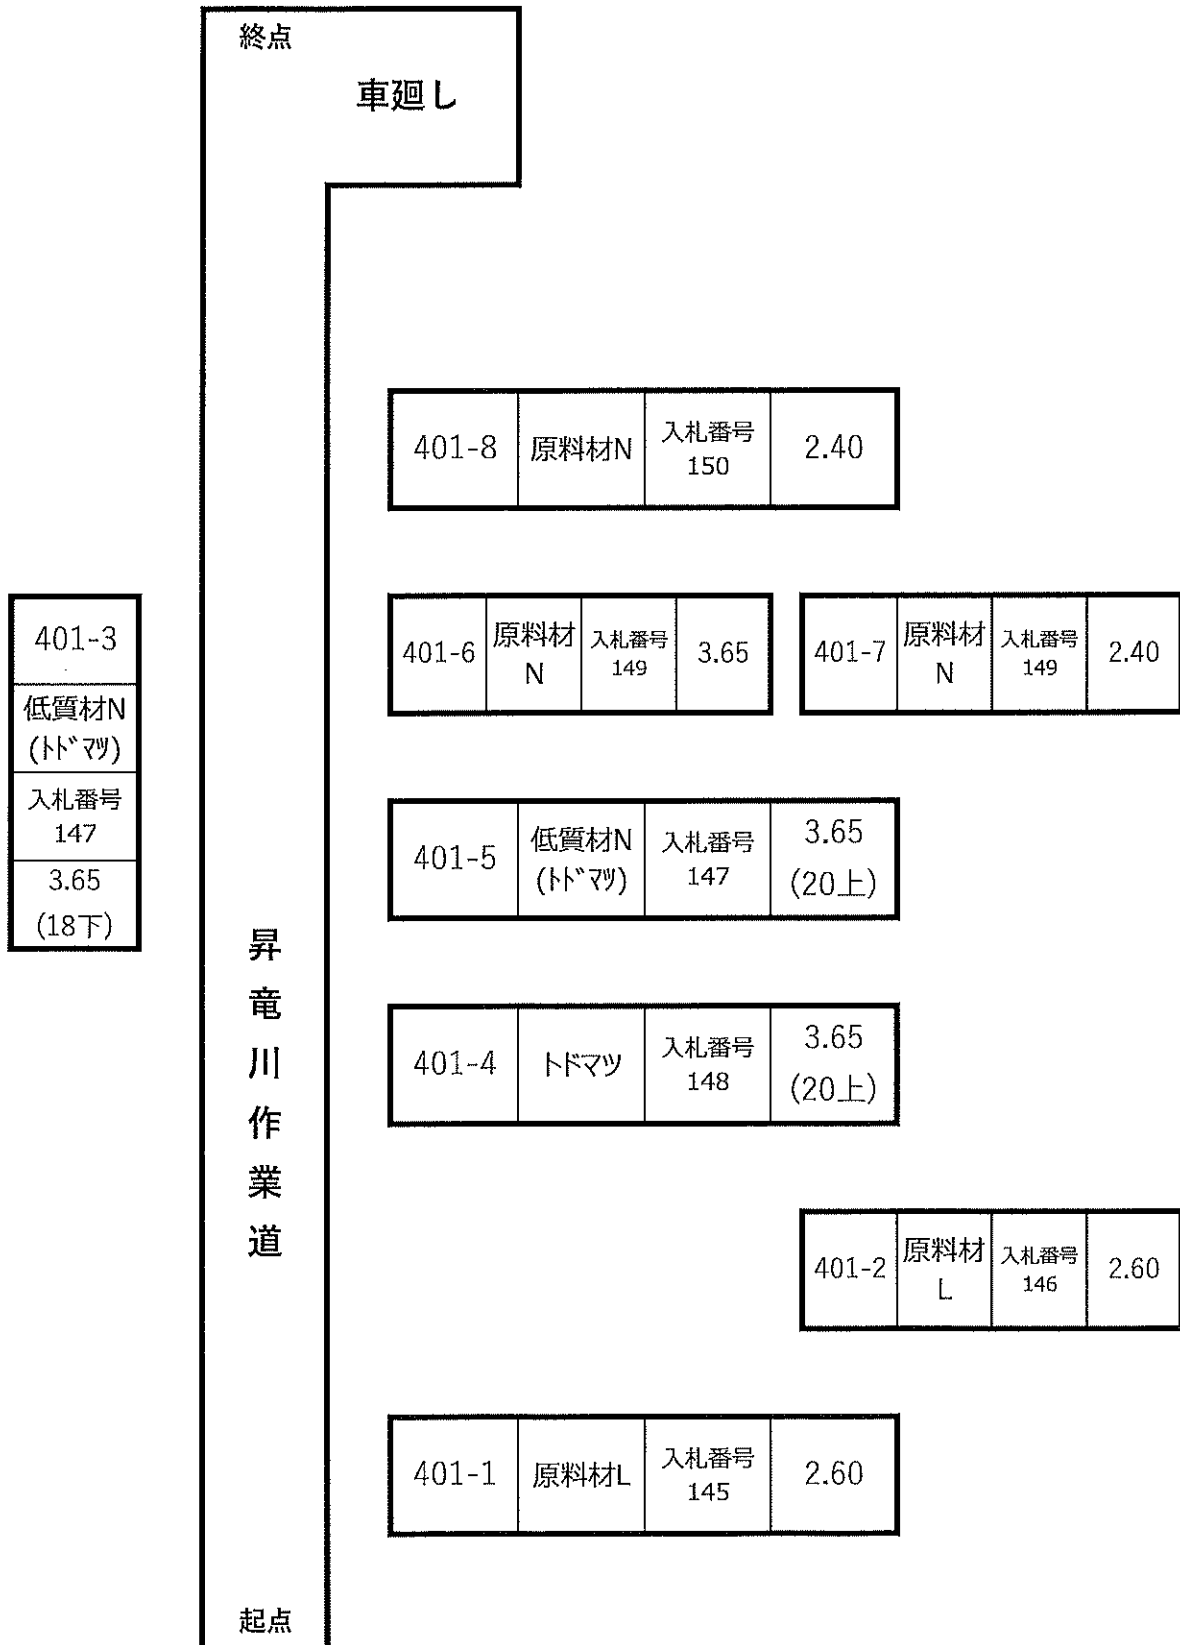 終点
車廻し
401-8
原料材N
入札番号
150
2.40
401-3
低質材N
(ﾄﾄﾞﾏﾂ)
入札番号
147
3.65
(18下)
401-6
原料材
N
入札番号
149
3.65
401-7
原料材
N
入札番号
149
2.40
401-5
低質材N
(ﾄﾄﾞﾏﾂ)
入札番号
147
3.65
(20上)
昇竜川作業道
401-4
トドマツ
入札番号
148
3.65
(20上)
401-2
原料材
L
入札番号
146
2.60
401-1
原料材L
入札番号
145
2.60
起点